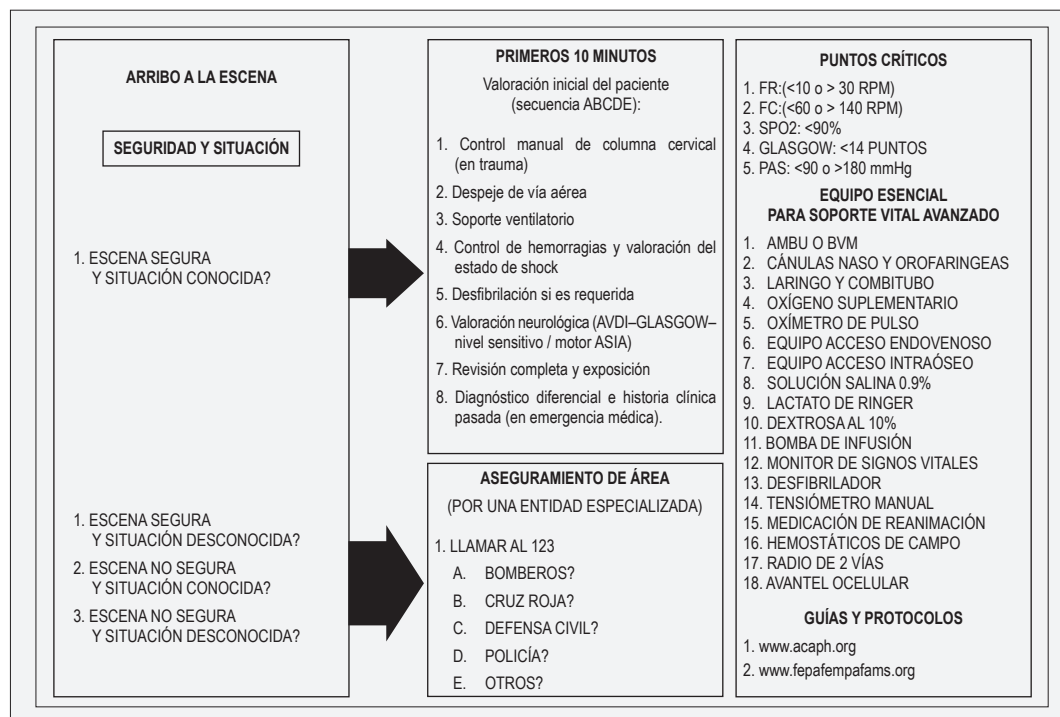 ARRIBO A LA ESCENA
SEGURIDAD Y SITUACIÓN
1. ESCENA SEGURA
Y SITUACIÓN CONOCIDA?
1. ESCENA SEGURA
Y SITUACIÓN DESCONOCIDA?
2. ESCENA NO SEGURA
Y SITUACIÓN CONOCIDA?
3. ESCENA NO SEGURA
Y SITUACIÓN DESCONOCIDA?
PRIMEROS 10 MINUTOS
Valoración inicial del paciente
(secuencia ABCDE):
1. Control manual de columna cervical
(en trauma)
2. Despeje de vía aérea
3. Soporte ventilatorio
4. Control de hemorragias y valoración del
estado de shock
5. Desfibrilación si es requerida
6. Valoración neurológica (AVDI–GLASGOW–
nivel sensitivo / motor ASIA)
7. Revisión completa y exposición
8. Diagnóstico diferencial e historia clínica
pasada (en emergencia médica).
ASEGURAMIENTO DE ÁREA
(POR UNA ENTIDAD ESPECIALIZADA)
1. LLAMAR AL 123
A. BOMBEROS?
B. CRUZ ROJA?
C. DEFENSA CIVIL?
D. POLICÍA?
E. OTROS?
PUNTOS CRÍTICOS
1. FR:(<10 o > 30 RPM)
2. FC:(<60 o > 140 RPM)
3. SPO2: <90%
4. GLASGOW: <14 PUNTOS
5. PAS: <90 o >180 mmHg
EQUIPO ESENCIAL
PARA SOPORTE VITAL AVANZADO
1. AMBU O BVM
2. CÁNULAS NASO Y OROFARINGEAS
3. LARINGO Y COMBITUBO
4. OXÍGENO SUPLEMENTARIO
5. OXÍMETRO DE PULSO
6. EQUIPO ACCESO ENDOVENOSO
7. EQUIPO ACCESO INTRAÓSEO
8. SOLUCIÓN SALINA 0.9%
9. LACTATO DE RINGER
10. DEXTROSA AL 10%
11. BOMBA DE INFUSIÓN
12. MONITOR DE SIGNOS VITALES
13. DESFIBRILADOR
14. TENSIÓMETRO MANUAL
15. MEDICACIÓN DE REANIMACIÓN
16. HEMOSTÁTICOS DE CAMPO
17. RADIO DE 2 VÍAS
18. AVANTEL OCELULAR
GUÍAS Y PROTOCOLOS
1. www.acaph.org
2. www.fepafempafams.org